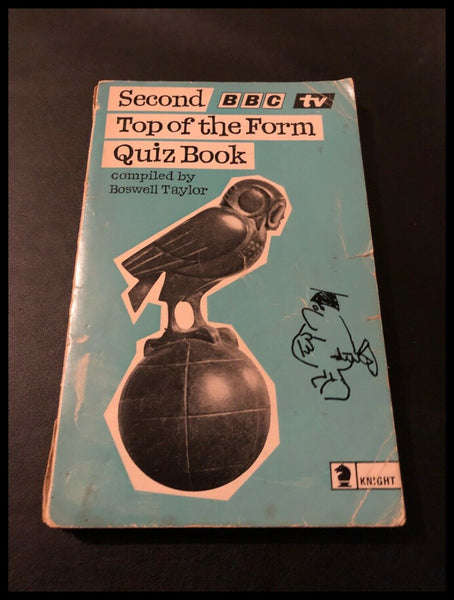 Second BBC tv
Top of the Form
Quiz Book
compiled by
Boswell Taylor
KNIGHT